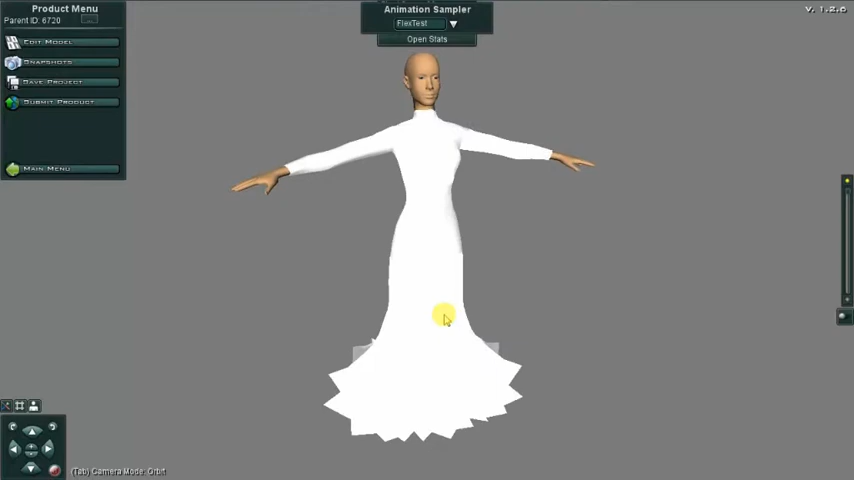 Product Menu
Parent ID: 6720
...
Edit Model
Snapshots
Save Project
Submit Product
Main Menu
Animation Sampler
FlexTest
Open Stats
v. 1.2.6
(Tab) Camera Mode: Orbit